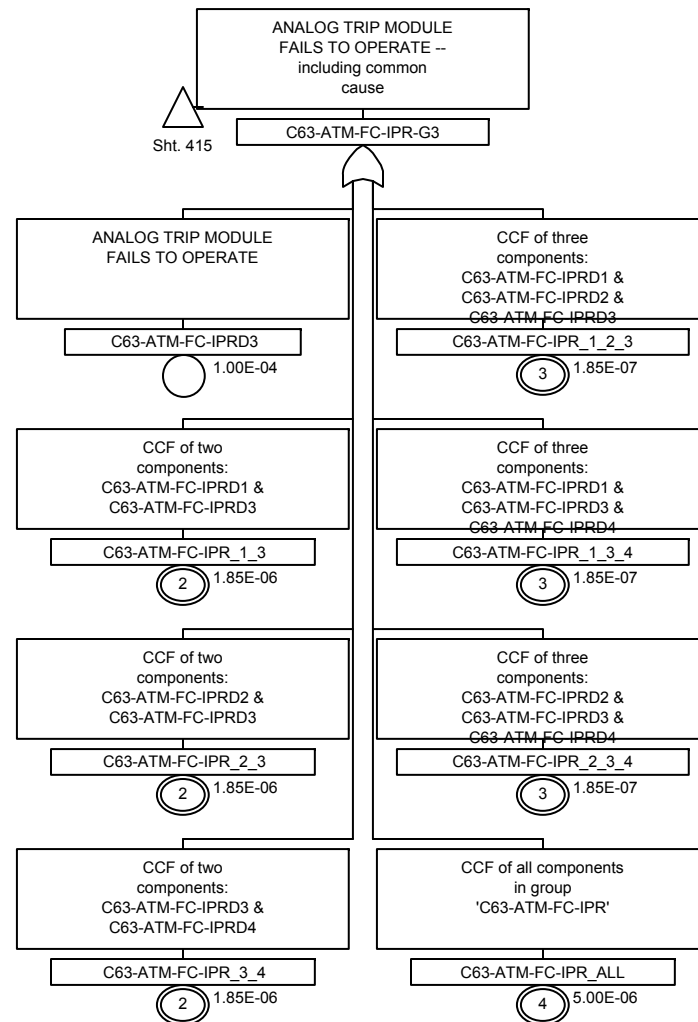 ANALOG TRIP MODULE
FAILS TO OPERATE --
including common
cause
Sht. 415
C63-ATM-FC-IPR-G3
ANALOG TRIP MODULE
FAILS TO OPERATE
C63-ATM-FC-IPRD3
1.00E-04
CCF of three
components:
C63-ATM-FC-IPRD1 &
C63-ATM-FC-IPRD2 &
C63-ATM-FC-IPRD3
C63-ATM-FC-IPR_1_2_3
3
1.85E-07
CCF of two
components:
C63-ATM-FC-IPRD1 &
C63-ATM-FC-IPRD3
C63-ATM-FC-IPR_1_3
2
1.85E-06
CCF of three
components:
C63-ATM-FC-IPRD1 &
C63-ATM-FC-IPRD3 &
C63-ATM-FC-IPRD4
C63-ATM-FC-IPR_1_3_4
3
1.85E-07
CCF of two
components:
C63-ATM-FC-IPRD2 &
C63-ATM-FC-IPRD3
C63-ATM-FC-IPR_2_3
2
1.85E-06
CCF of three
components:
C63-ATM-FC-IPRD2 &
C63-ATM-FC-IPRD3 &
C63-ATM-FC-IPRD4
C63-ATM-FC-IPR_2_3_4
3
1.85E-07
CCF of two
components:
C63-ATM-FC-IPRD3 &
C63-ATM-FC-IPRD4
C63-ATM-FC-IPR_3_4
2
1.85E-06
CCF of all components
in group
'C63-ATM-FC-IPR'
C63-ATM-FC-IPR_ALL
4
5.00E-06